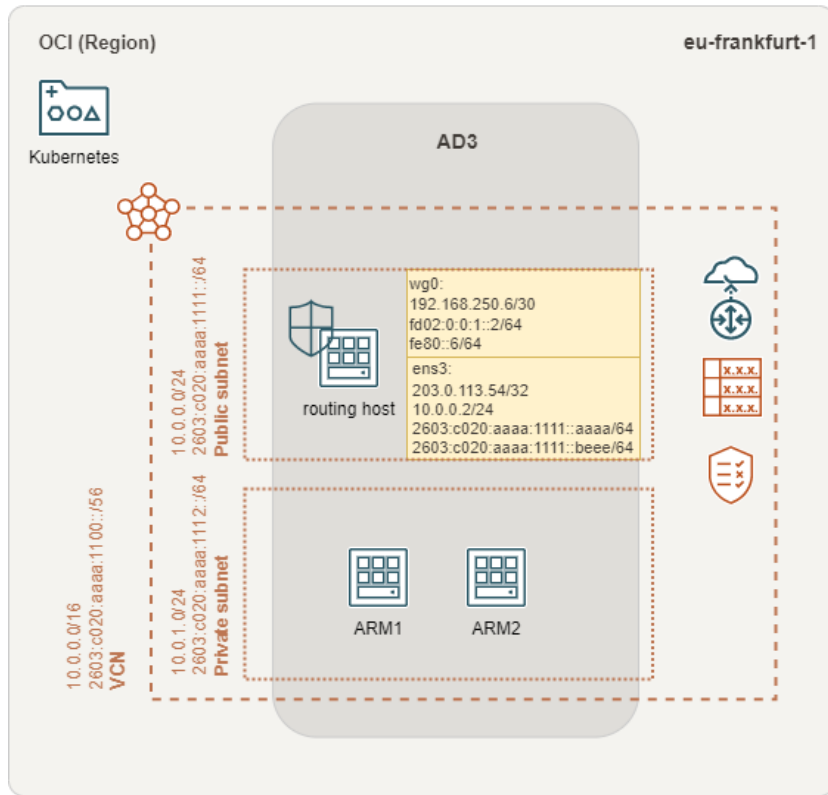 OCI (Region)
eu-frankfurt-1
Kubernetes
AD3
10.0.0.0/24
2603:c020:aaaa:1111::/64
Public subnet
wg0:
192.168.250.6/30
fd02:0:0:1::2/64
fe80::6/64
ens3:
203.0.113.54/32
10.0.0.2/24
2603:c020:aaaa:1111::aaaa/64
2603:c020:aaaa:1111::beee/64
routing host
x.x.x.
x.x.x.
x.x.x.
10.0.0.0/16
2603:c020:aaaa:1100::/56
VCN
10.0.1.0/24
2603:c020:aaaa:1112::/64
Private subnet
ARM1
ARM2